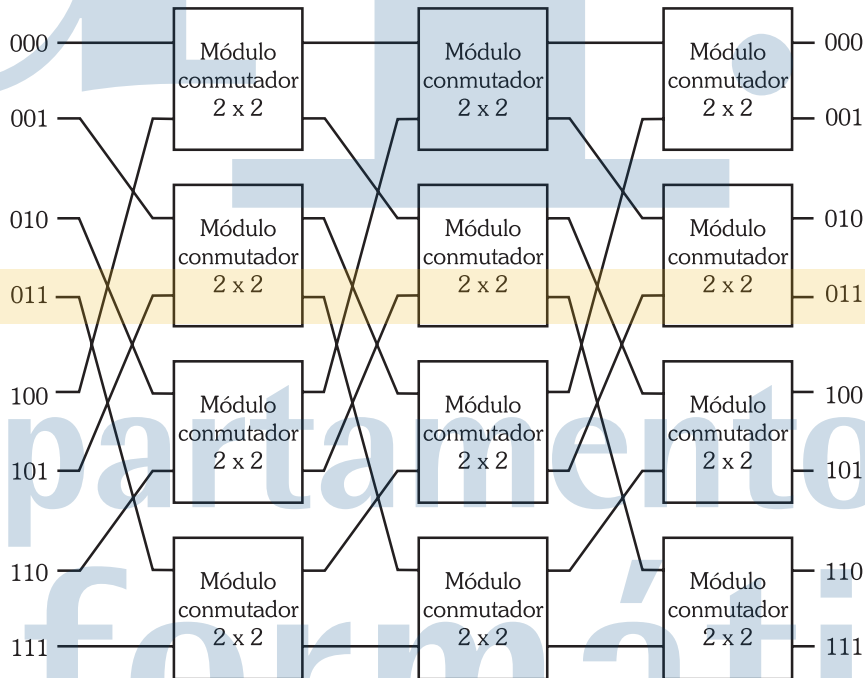 000
Módulo
conmutador
2 x 2
Módulo
conmutador
2 x 2
Módulo
conmutador
2 x 2
000
001
001
010
Módulo
conmutador
2 x 2
Módulo
conmutador
2 x 2
Módulo
conmutador
2 x 2
010
011
011
100
Módulo
conmutador
2 x 2
Módulo
conmutador
2 x 2
Módulo
conmutador
2 x 2
100
101
101
partamento
110
Módulo
conmutador
2 x 2
Módulo
conmutador
2 x 2
Módulo
conmutador
2 x 2
110
111
111
formáti